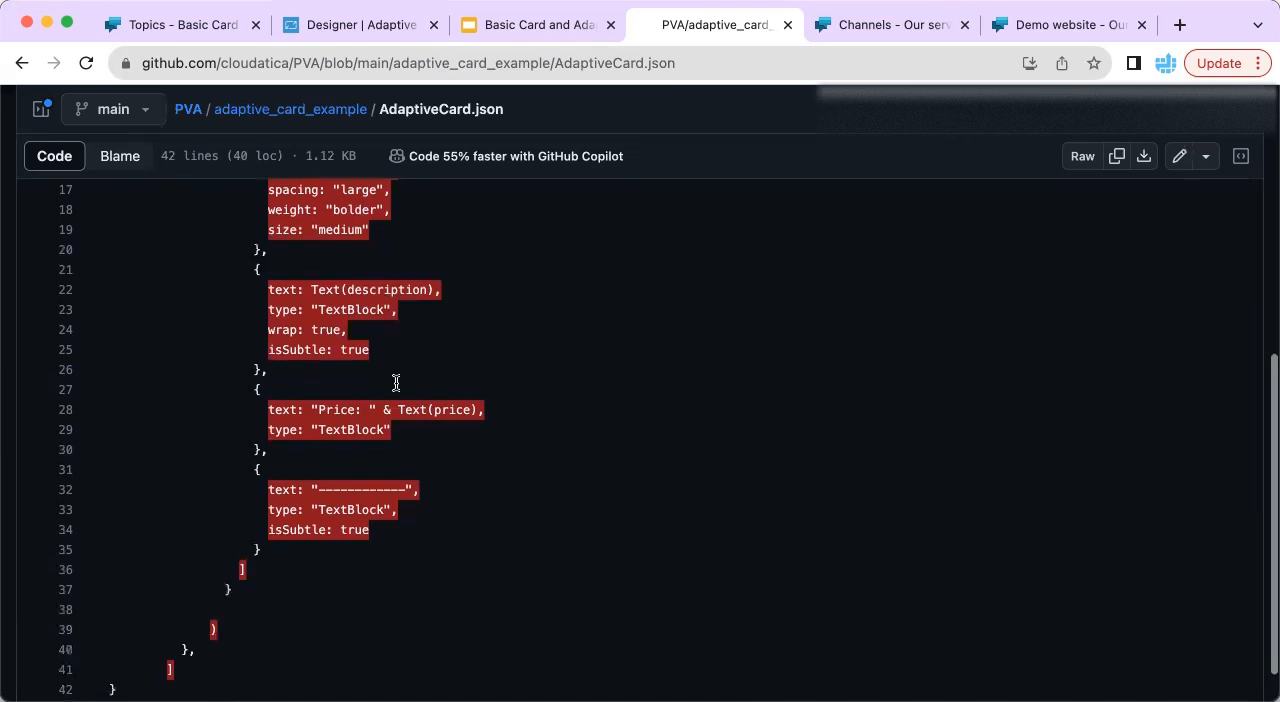 Topics - Basic Card
Designer | Adaptive
Basic Card and Ada
PVA/adaptive_card_
Channels - Our serv
Demo website - Our
github.com/cloudatica/PVA/blob/main/adaptive_card_example/AdaptiveCard.json
Update
main
PVA / adaptive_card_example / AdaptiveCard.json
Code
Blame
42 lines (40 loc) · 1.12 KB
Code 55% faster with GitHub Copilot
Raw
17 spacing: "large",
18 weight: "bolder",
19 size: "medium"
20 },
21 {
22 text: Text(description),
23 type: "TextBlock",
24 wrap: true,
25 isSubtle: true
26 },
27 {
28 text: "Price: " & Text(price),
29 type: "TextBlock"
30 },
31 {
32 text: "------------",
33 type: "TextBlock",
34 isSubtle: true
35 }
36 ]
37 }
38
39 )
40 },
41 ]
42 }